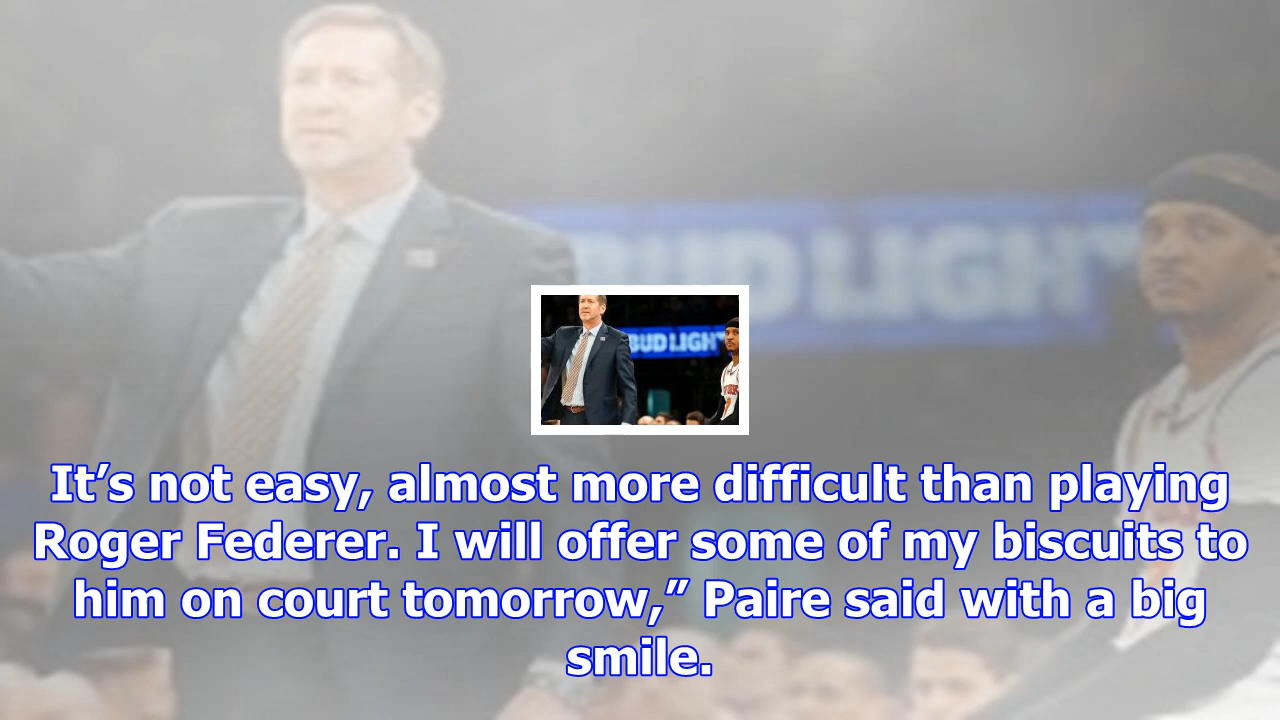 BUD LIGHT
BUD LIGHT
It’s not easy, almost more difficult than playing
Roger Federer. I will offer some of my biscuits to
him on court tomorrow,” Paire said with a big
smile.